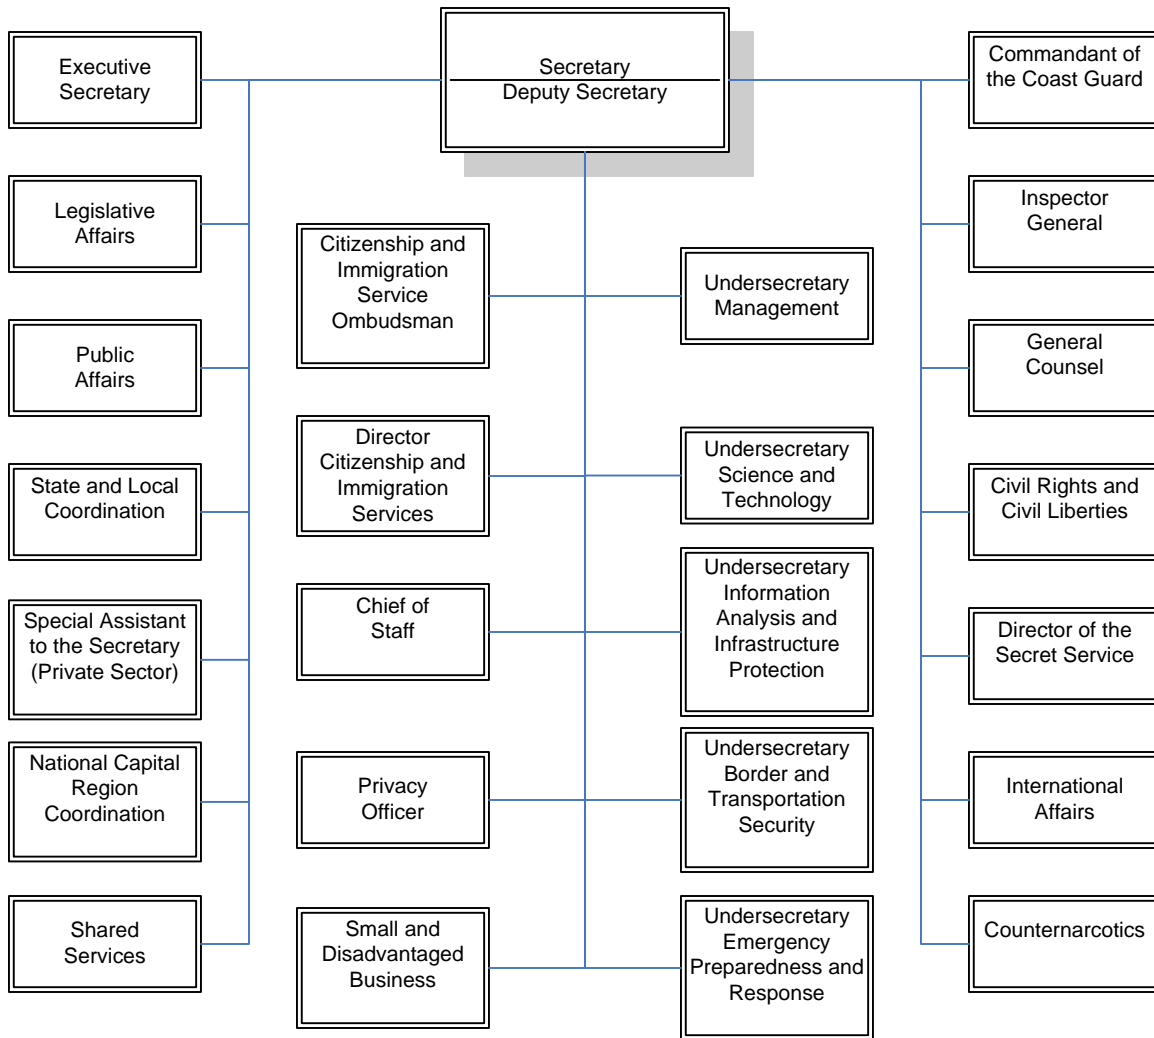 Secretary
Deputy Secretary
Executive
Secretary
Legislative
Affairs
Public
Affairs
State and Local
Coordination
Special Assistant
to the Secretary
(Private Sector)
National Capital
Region
Coordination
Shared
Services
Citizenship and
Immigration
Service
Ombudsman
Director
Citizenship and
Immigration
Services
Chief of
Staff
Privacy
Officer
Small and
Disadvantaged
Business
Undersecretary
Management
Undersecretary
Science and
Technology
Undersecretary
Information
Analysis and
Infrastructure
Protection
Undersecretary
Border and
Transportation
Security
Undersecretary
Emergency
Preparedness and
Response
Commandant of
the Coast Guard
Inspector
General
General
Counsel
Civil Rights and
Civil Liberties
Director of the
Secret Service
International
Affairs
Counternarcotics